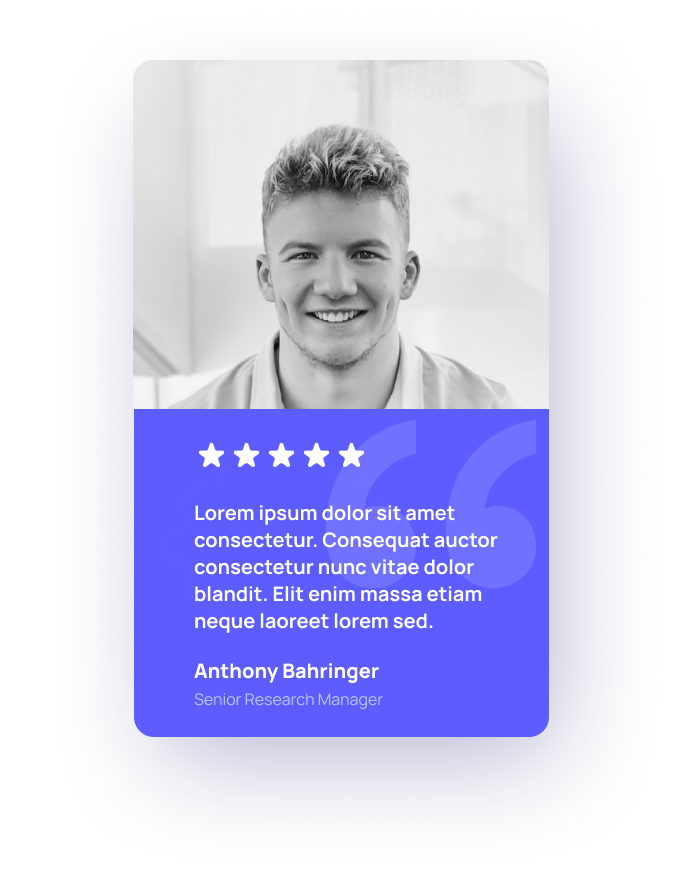 Lorem ipsum dolor sit amet
consectetur. Consequat auctor
consectetur nunc vitae dolor
blandit. Elit enim massa etiam
neque laoreet lorem sed.
Anthony Bahringer
Senior Research Manager